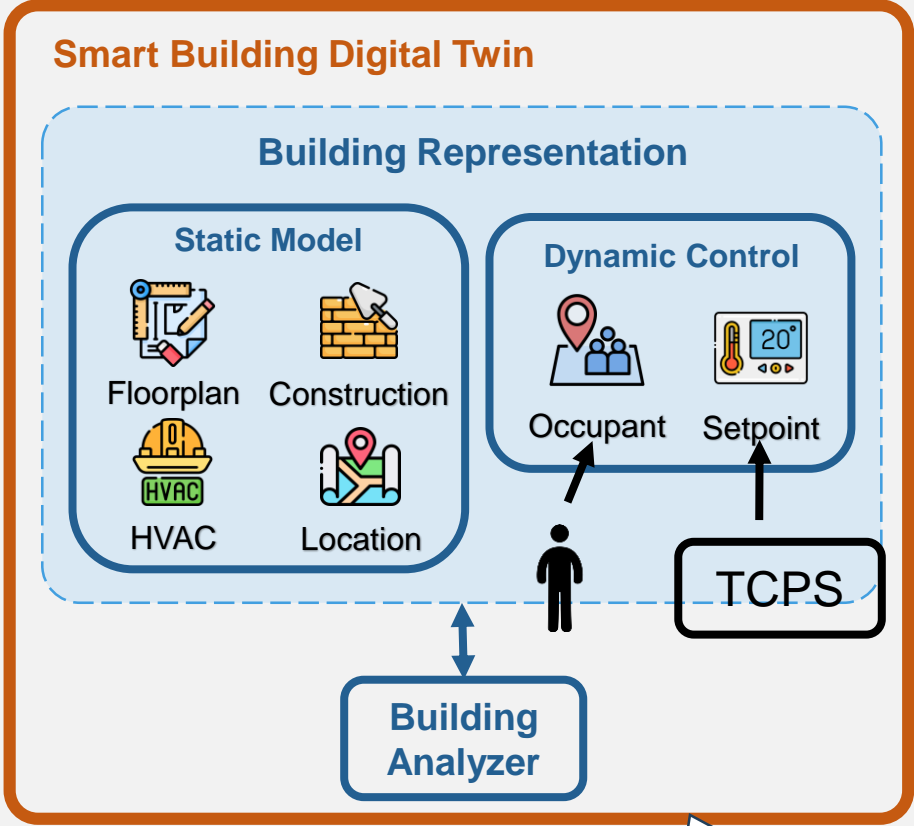 Smart Building Digital Twin
Building Representation
Static Model
Floorplan
Construction
HVAC
HVAC
Location
Dynamic Control
20°
Occupant
Setpoint
TCPS
Building
Analyzer